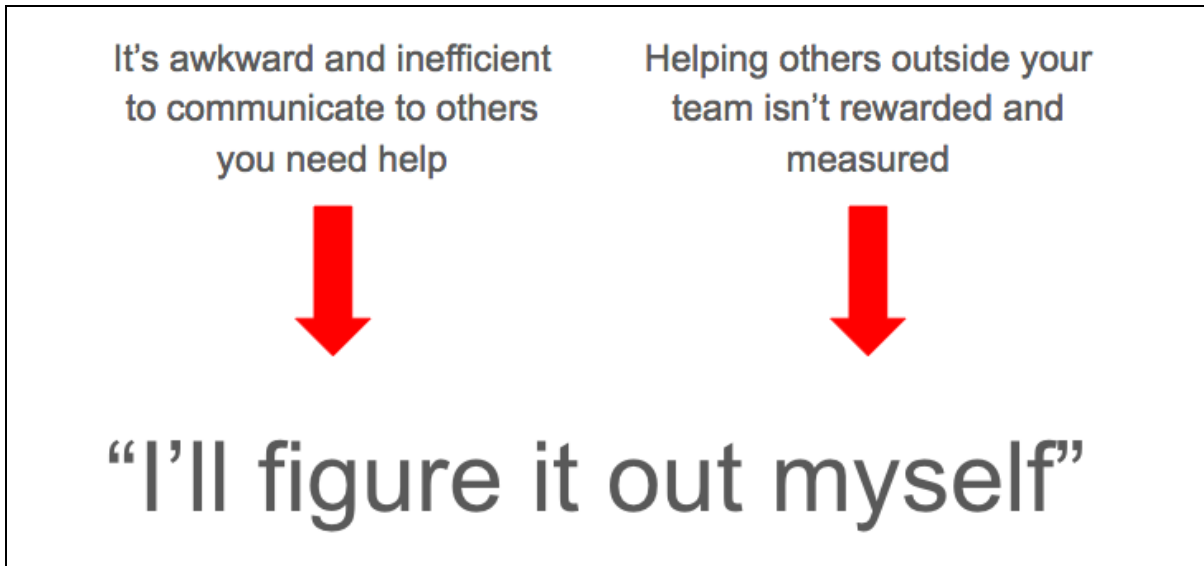 It’s awkward and inefficient
to communicate to others
you need help
Helping others outside your
team isn’t rewarded and
measured
“I’ll figure it out myself”